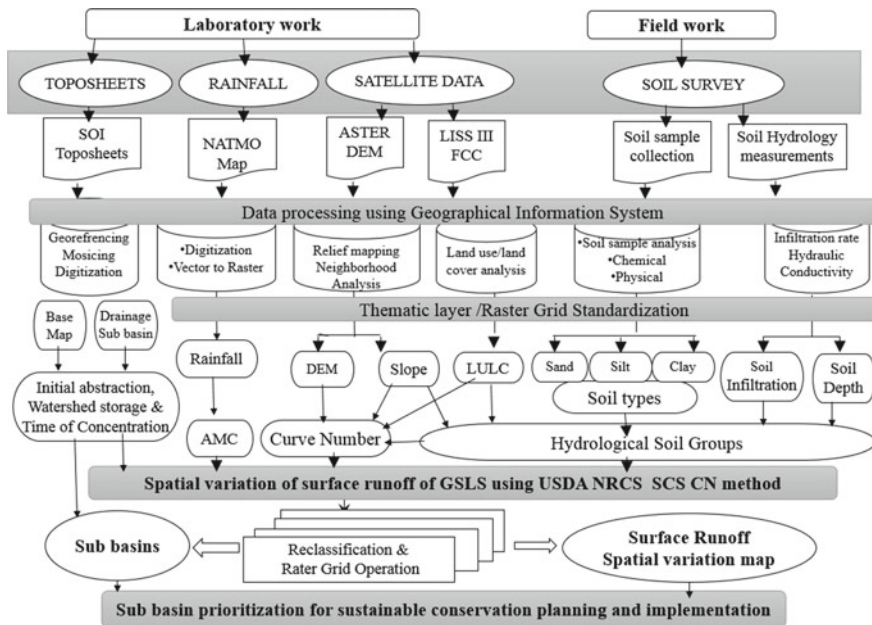 Laboratory work
Field work
TOPOSHEETS
RAINFALL
SATELLITE DATA
SOIL SURVEY
SOI
Toposheets
NATMO
Map
ASTER
DEM
LISS III
FCC
Soil sample
collection
Soil Hydrology
measurements
Data processing using Geographical Information System
Georefrencing
Mosicing
Digitization
•Digitization
•Vector to Raster
Relief mapping
Neighborhood
Analysis
Land use/land
cover analysis
•Soil sample analysis
•Chemical
•Physical
Infiltration rate
Hydraulic
Conductivity
Thematic layer /Raster Grid Standardization
Base
Map
Drainage
Sub basin
Rainfall
DEM
Slope
LULC
Sand
Silt
Clay
Soil types
Soil
Infiltration
Soil
Depth
Initial abstraction,
Watershed storage &
Time of Concentration
AMC
Curve Number
Hydrological Soil Groups
Spatial variation of surface runoff of GSLS using USDA NRCS SCS CN method
Sub basins
Reclassification &
Rater Grid Operation
Surface Runoff
Spatial variation map
Sub basin prioritization for sustainable conservation planning and implementation